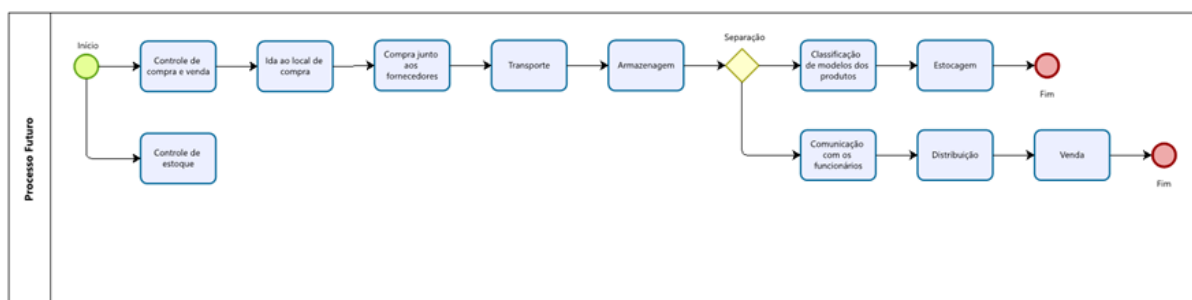 Processo Futuro
Início
Controle de
compra e venda
Ida ao local de
compra
Compra junto
aos
fornecedores
Transporte
Armazenagem
Separação
Classificação
de modelos dos
produtos
Estocagem
Fim
Controle de
estoque
Comunicação
com os
funcionários
Distribuição
Venda
Fim